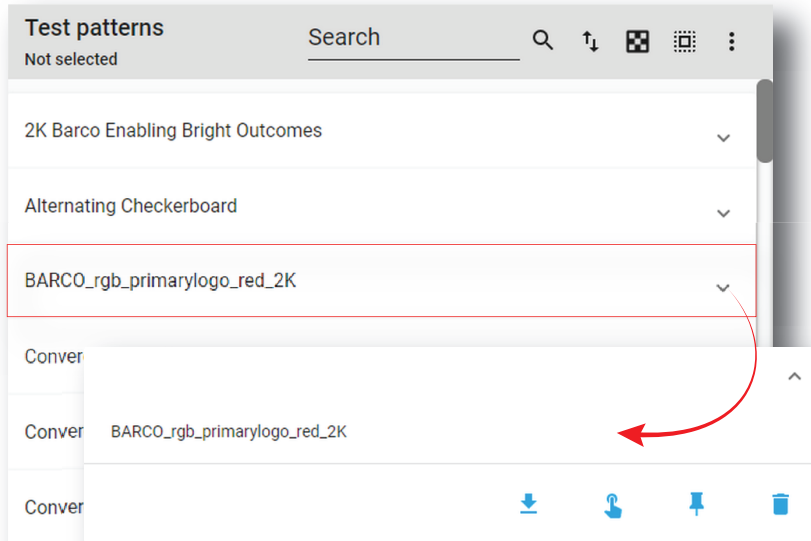 Test patterns
Search
Not selected
2K Barco Enabling Bright Outcomes
Alternating Checkerboard
BARCO_rgb_primarylogo_red_2K
Conver
Conver
BARCO_rgb_primarylogo_red_2K
Conver